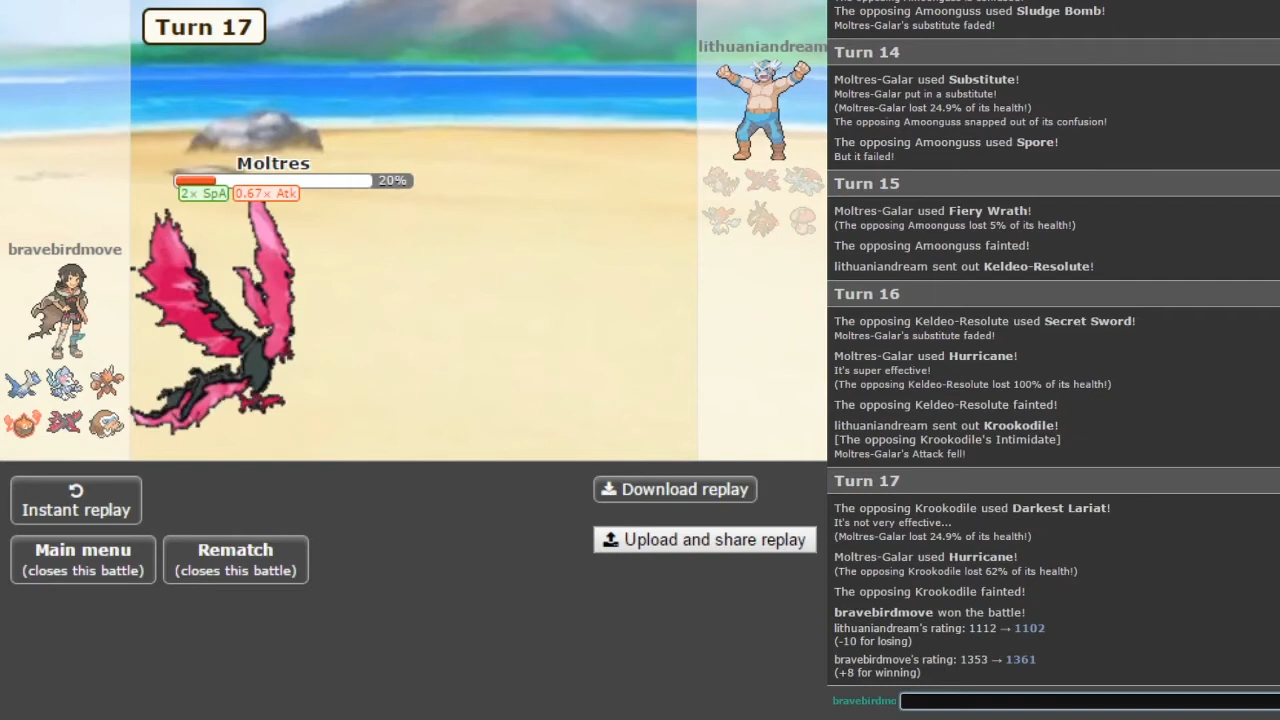 Turn 17
lithuaniandream
Moltres
20%
2× SpA
0.67× Atk
bravebirdmove
Instant replay
Download replay
Upload and share replay
Main menu
(closes this battle)
Rematch
(closes this battle)
The opposing Amoonguss used Sludge Bomb!
Moltres-Galar's substitute faded!
Turn 14
Moltres-Galar used Substitute!
Moltres-Galar put in a substitute!
(Moltres-Galar lost 24.9% of its health!)
The opposing Amoonguss snapped out of its confusion!
The opposing Amoonguss used Spore!
But it failed!
Turn 15
Moltres-Galar used Fiery Wrath!
(The opposing Amoonguss lost 5% of its health!)
The opposing Amoonguss fainted!
lithuaniandream sent out Keldeo-Resolute!
Turn 16
The opposing Keldeo-Resolute used Secret Sword!
Moltres-Galar's substitute faded!
Moltres-Galar used Hurricane!
It's super effective!
(The opposing Keldeo-Resolute lost 100% of its health!)
The opposing Keldeo-Resolute fainted!
lithuaniandream sent out Krookodile!
[The opposing Krookodile's Intimidate]
Moltres-Galar's Attack fell!
Turn 17
The opposing Krookodile used Darkest Lariat!
It's not very effective...
(Moltres-Galar lost 24.9% of its health!)
Moltres-Galar used Hurricane!
(The opposing Krookodile lost 62% of its health!)
The opposing Krookodile fainted!
bravebirdmove won the battle!
lithuaniandream's rating: 1112 → 1102
(-10 for losing)
bravebirdmove's rating: 1353 → 1361
(+8 for winning)
bravebirdmo